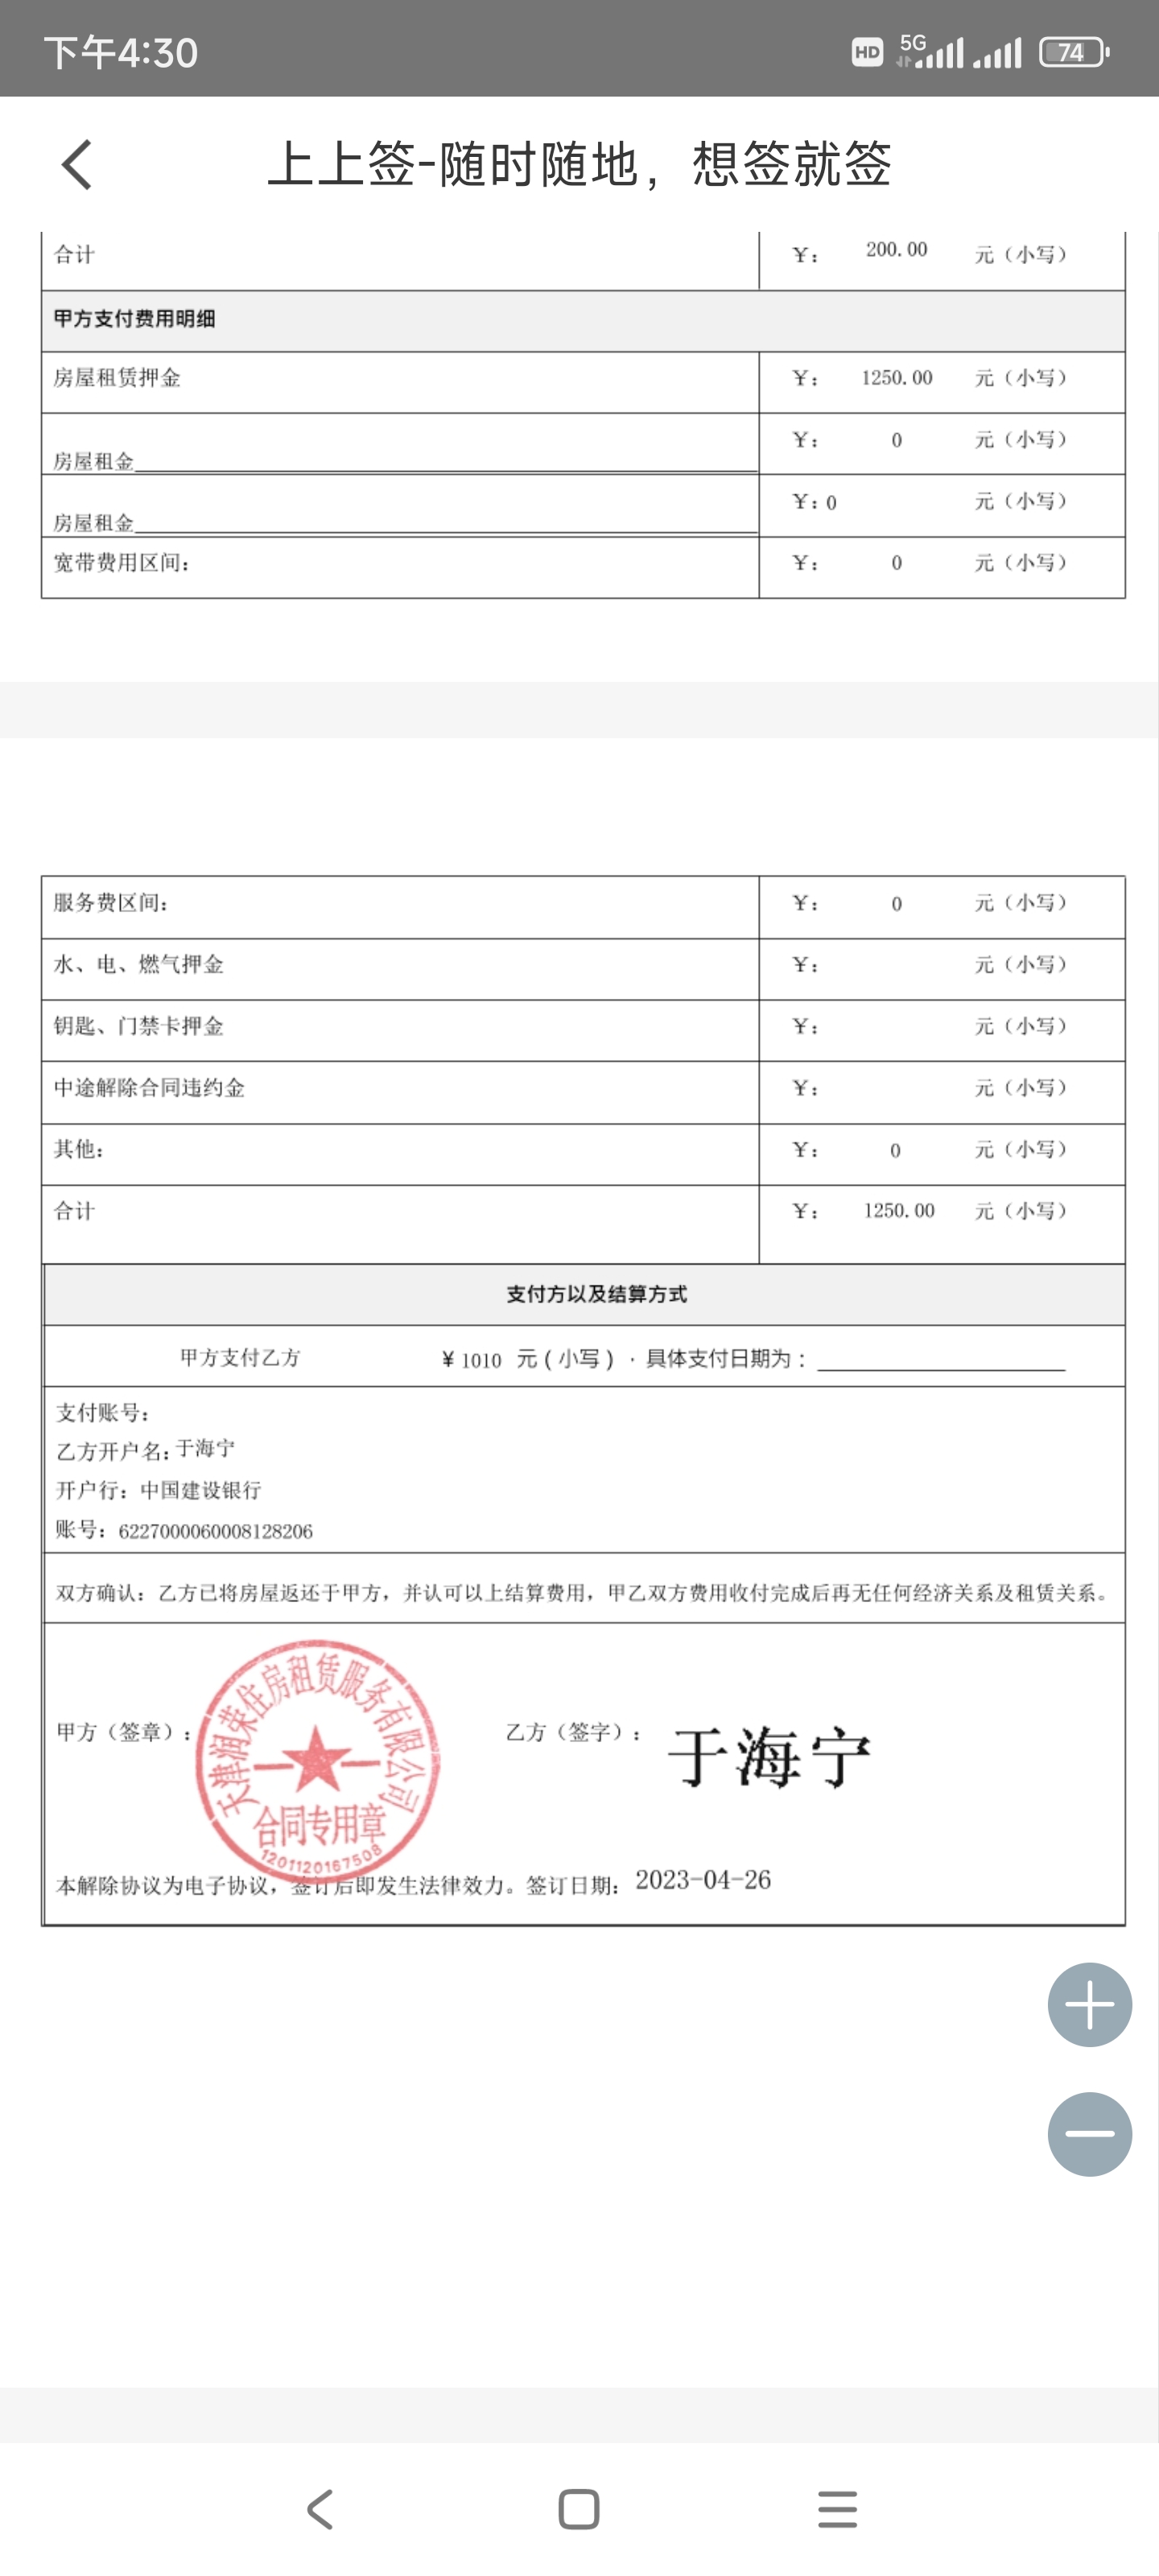 下午4:30 HD 5G 74
上上签-随时随地，想签就签
合计 ￥： 200.00 元（小写）
甲方支付费用明细
房屋租赁押金 ￥： 1250.00 元（小写）
房屋租金 ￥： 0 元（小写）
房屋租金 ￥：0 元（小写）
宽带费用区间： ￥： 0 元（小写）
服务费区间： ￥： 0 元（小写）
水、电、燃气押金 ￥： 元（小写）
钥匙、门禁卡押金 ￥： 元（小写）
中途解除合同违约金 ￥： 元（小写）
其他： ￥： 0 元（小写）
合计 ￥： 1250.00 元（小写）
支付方以及结算方式
甲方支付乙方 ￥1010 元（小写）·具体支付日期为：
支付账号：
乙方开户名：于海宁
开户行：中国建设银行
账号：6227000060008128206
双方确认：乙方已将房屋返还于甲方，并认可以上结算费用，甲乙双方费用收付完成后再无任何经济关系及租赁关系。
甲方（签章）： 乙方（签字）： 于海宁
天津润荣住房租赁服务有限公司
合同专用章
1201120167508
本解除协议为电子协议，签订后即发生法律效力。签订日期：2023-04-26